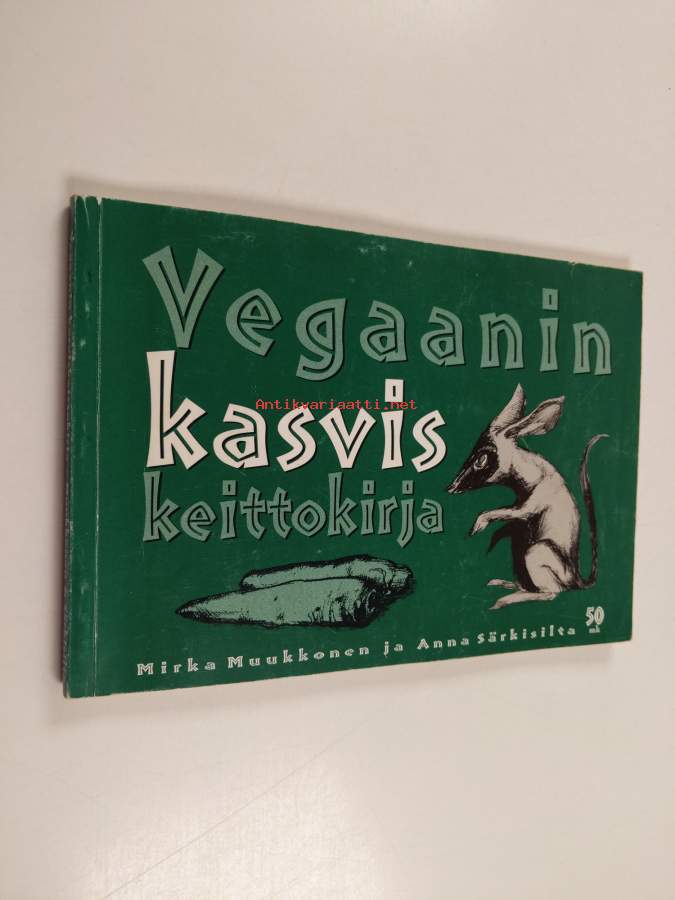 Vegaanin
Antikvariaatti.net
kasvis
keittokirja
50
mk
Mirka Muukkonen ja Anna Särkisilta